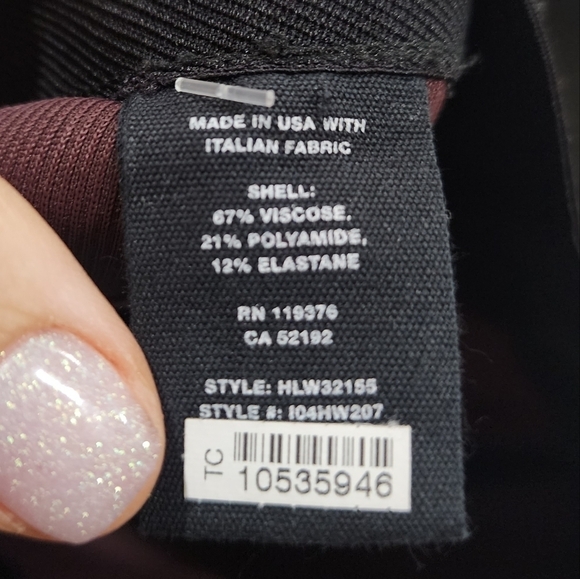 MADE IN USA WITH
ITALIAN FABRIC
SHELL:
67% VISCOSE,
21% POLYAMIDE,
12% ELASTANE
RN 119376
CA 52192
STYLE: HLW32155
STYLE #: I04HW207
TC
10535946